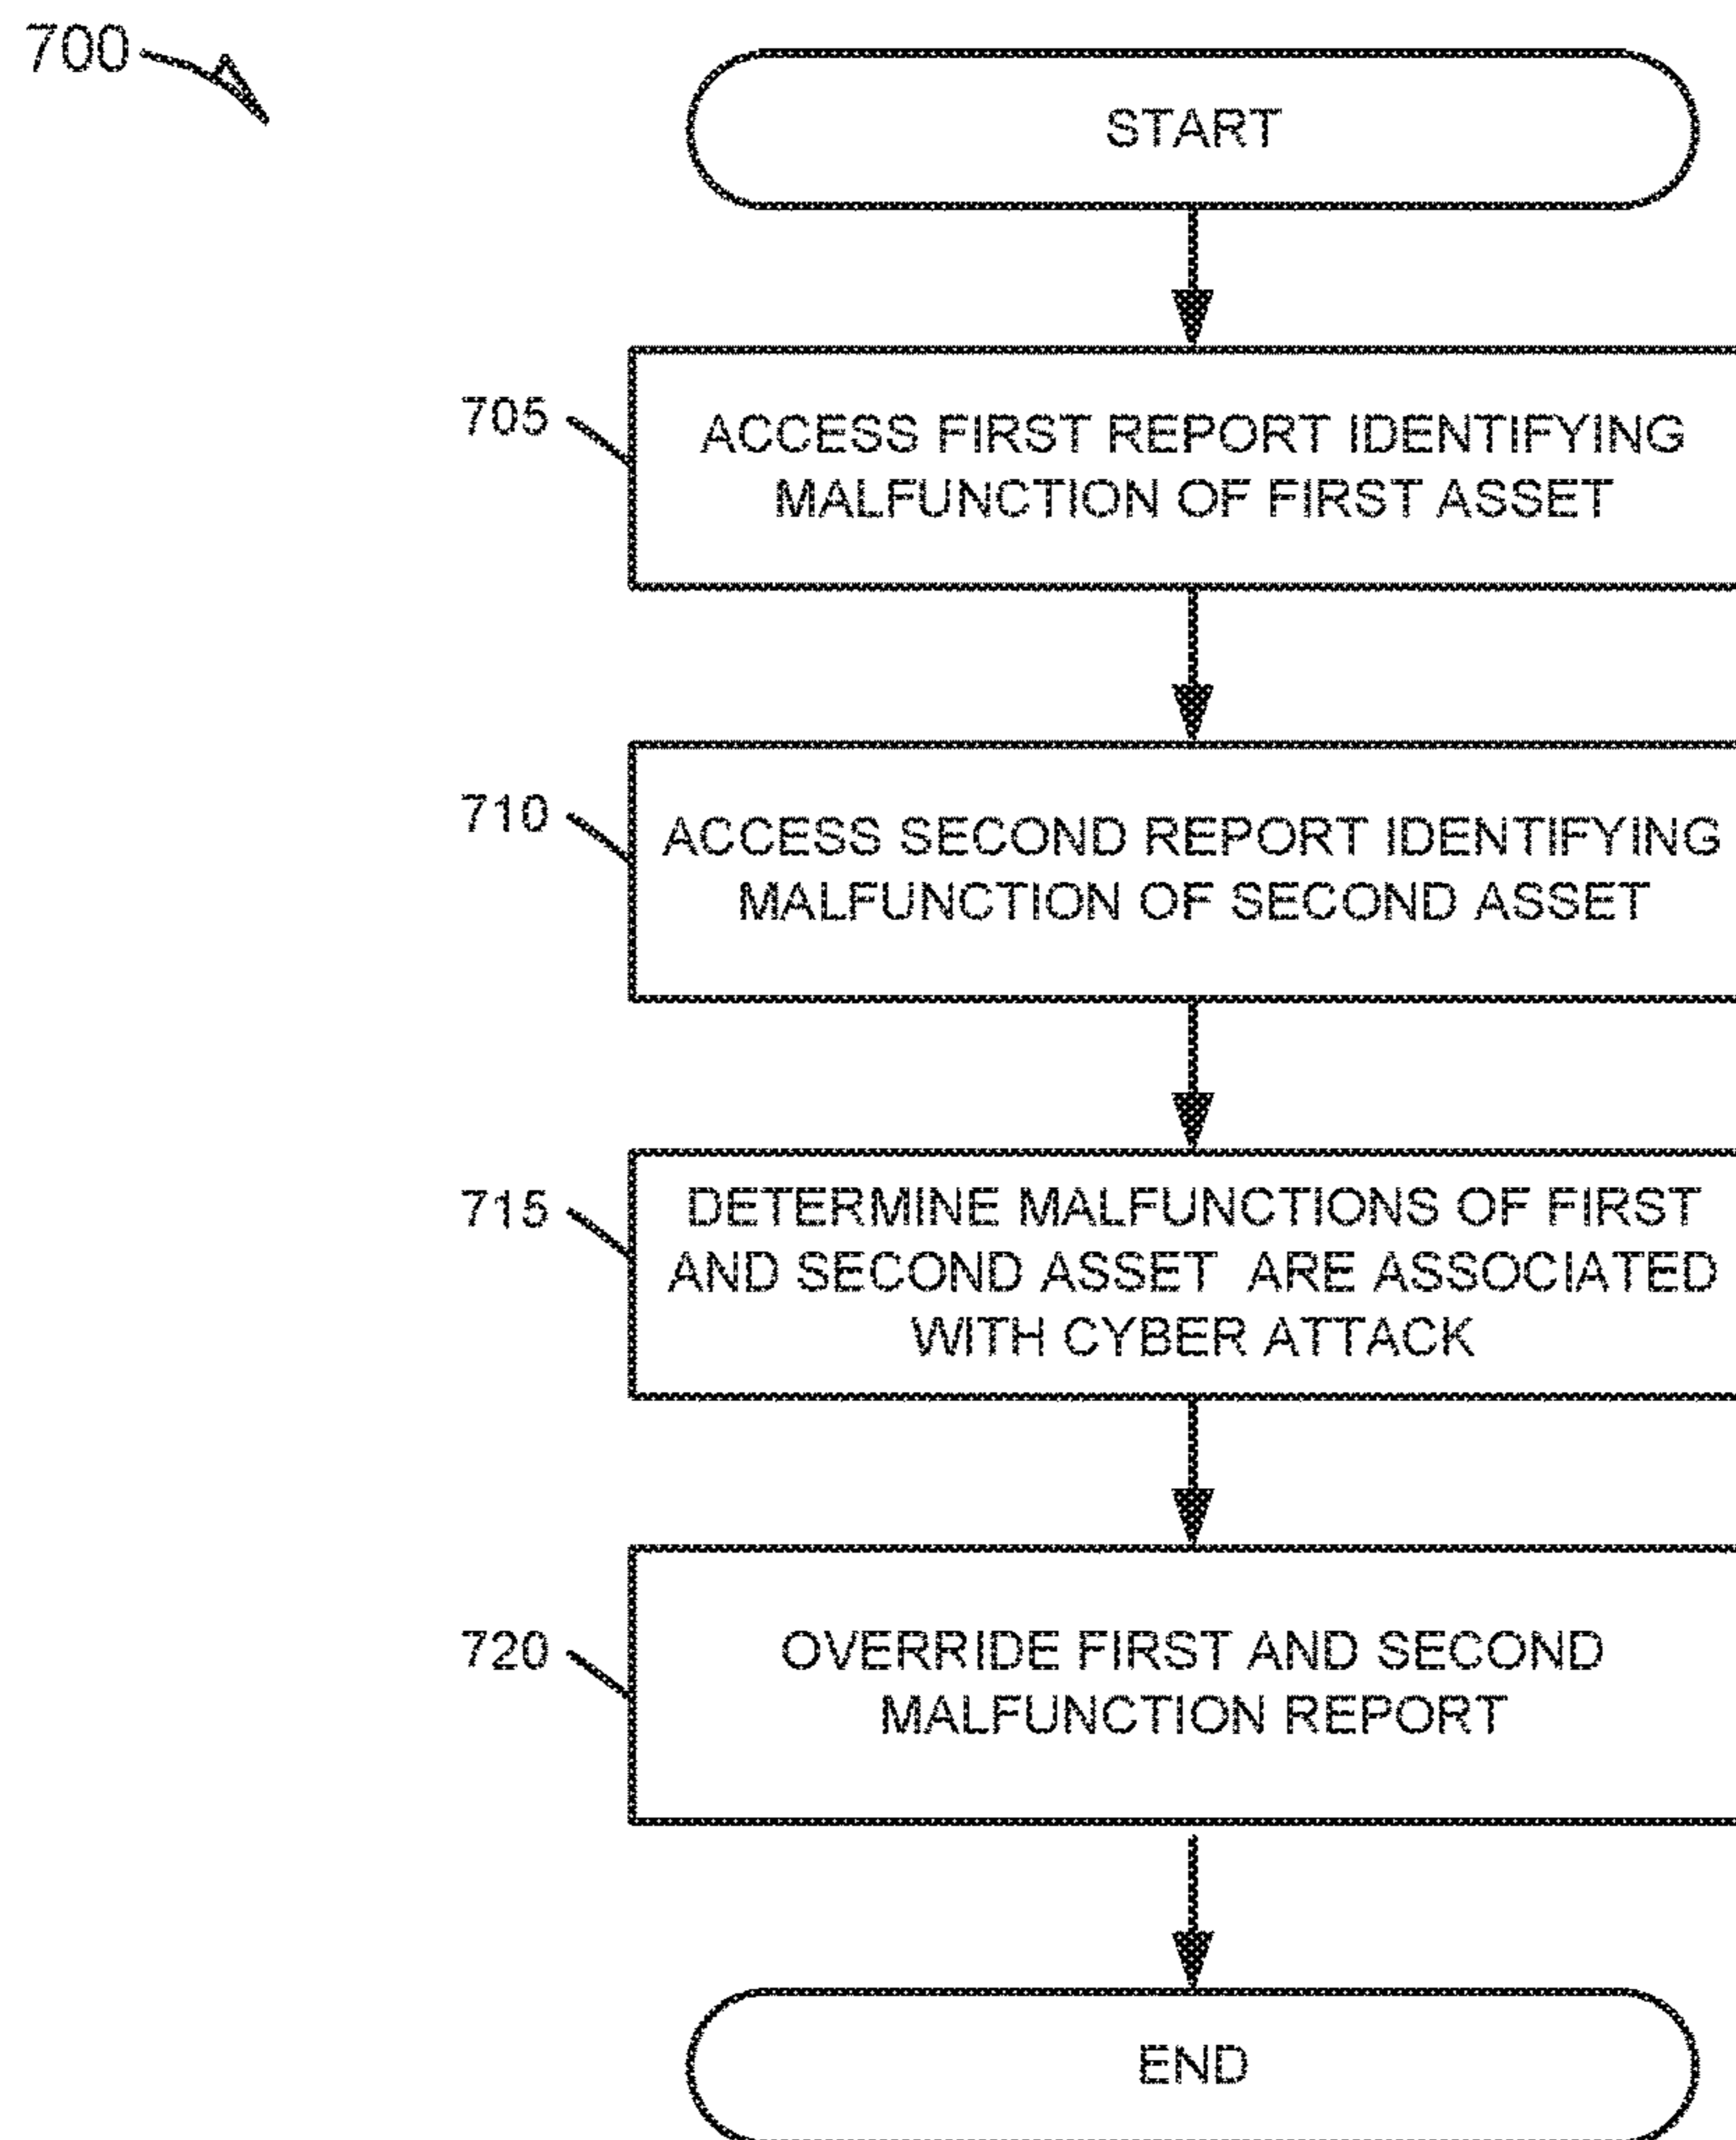 700
START
705
ACCESS FIRST REPORT IDENTIFYING
MALFUNCTION OF FIRST ASSET
710
ACCESS SECOND REPORT IDENTIFYING
MALFUNCTION OF SECOND ASSET
715
DETERMINE MALFUNCTIONS OF FIRST
AND SECOND ASSET ARE ASSOCIATED
WITH CYBER ATTACK
720
OVERRIDE FIRST AND SECOND
MALFUNCTION REPORT
END